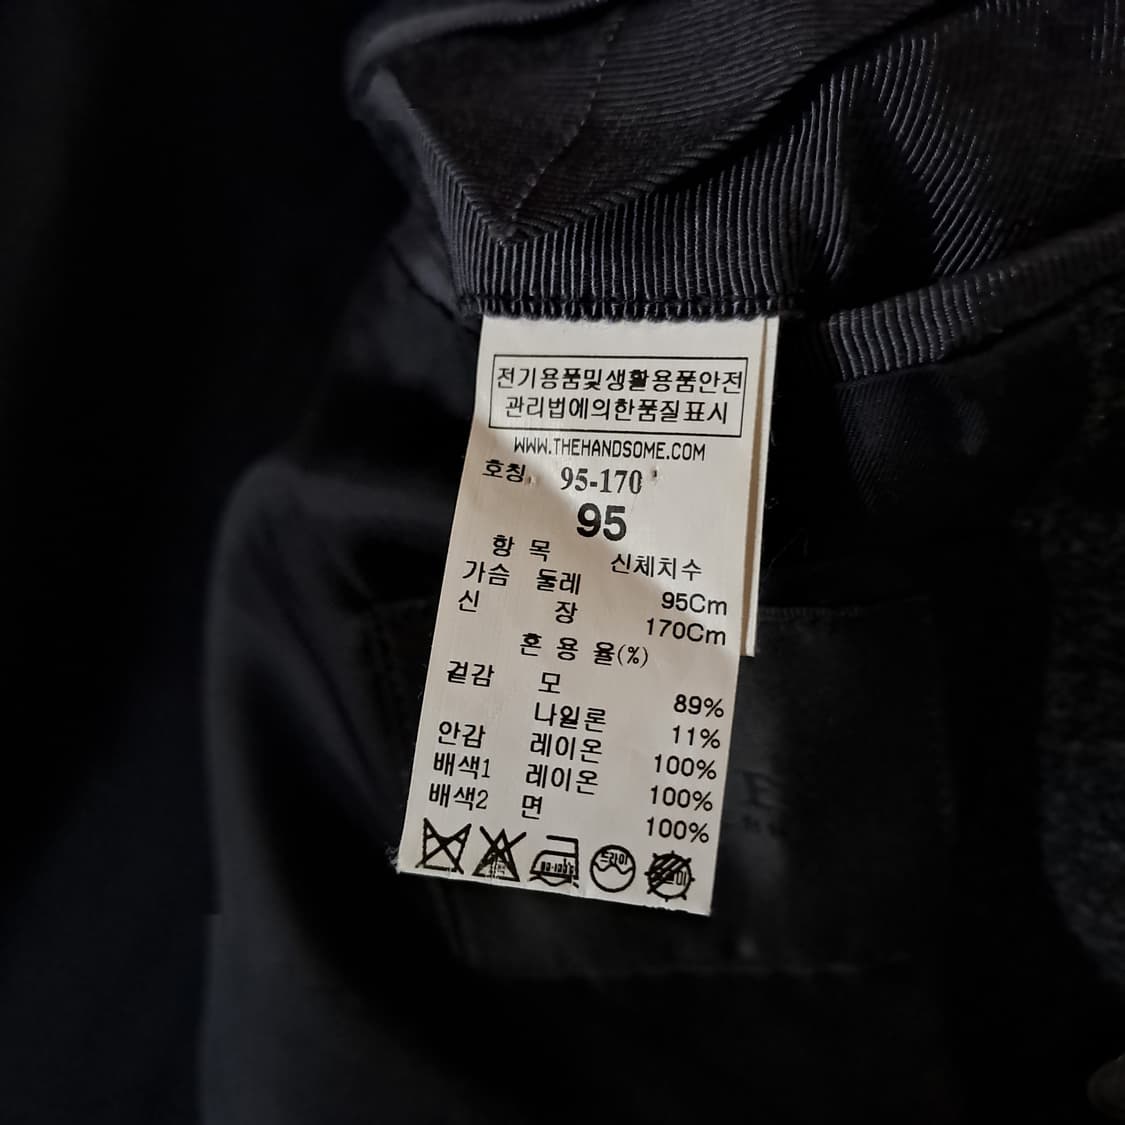 전기용품및생활용품안전
관리법에의한품질표시
WWW.THEHANDSOME.COM
호칭 95-170
95
항 목 신체치수
가슴 둘레 95Cm
신 장 170Cm
혼 용 율(%)
겉감 모 89%
나일론 11%
안감 레이온 100%
배색1 레이온 100%
배색2 면 100%
드라이